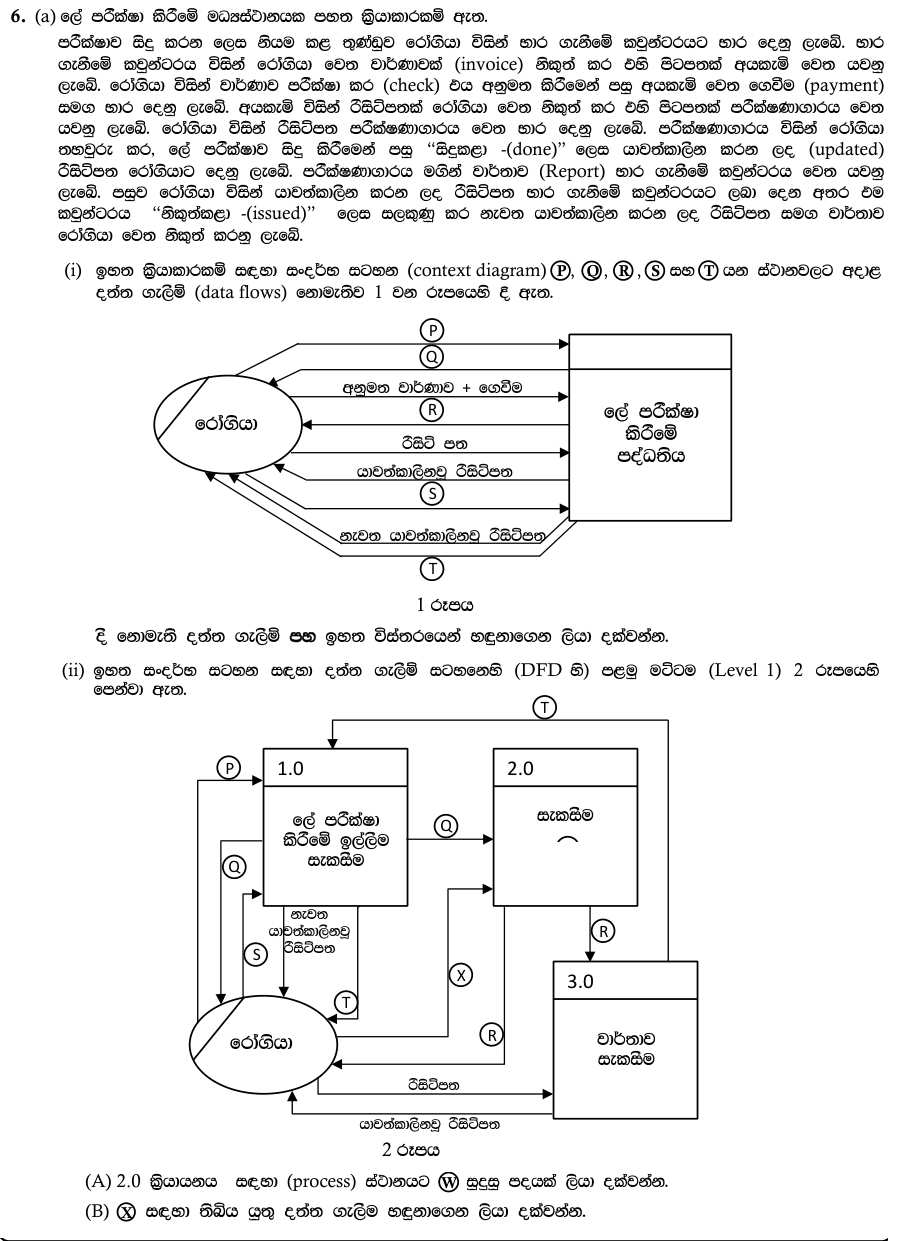 6. (a) ලේ පරීක්ෂා කිරීමේ මධ්‍යස්ථානයක පහත ක්‍රියාකාරකම් ඇත.
පරීක්ෂාව සිදු කරන ලෙස නියම කළ තුණ්ඩුව රෝගියා විසින් භාර ගැනීමේ කවුන්ටරයට භාර දෙනු ලැබේ. භාර
ගැනීමේ කවුන්ටරය විසින් රෝගියා වෙත වාර්ණාවක් (invoice) නිකුත් කර එහි පිටපතක් අයකැමි වෙත යවනු
ලැබේ. රෝගියා විසින් වාර්ණාව පරීක්ෂා කර (check) එය අනුමත කිරීමෙන් පසු අයකැමි වෙත ගෙවීම (payment)
සමග භාර දෙනු ලැබේ. අයකැමි විසින් රිසිට්පතක් රෝගියා වෙත නිකුත් කර එහි පිටපතක් පරීක්ෂණාගාරය වෙත
යවනු ලැබේ. රෝගියා විසින් රිසිට්පත පරීක්ෂණාගාරය වෙත භාර දෙනු ලැබේ. පරීක්ෂණාගාරය විසින් රෝගියා
තහවුරු කර, ලේ පරීක්ෂාව සිදු කිරීමෙන් පසු “සිදුකළා -(done)” ලෙස යාවත්කාලීන කරන ලද (updated)
රිසිට්පත රෝගියාට දෙනු ලැබේ. පරීක්ෂණාගාරය මගින් වාර්තාව (Report) භාර ගැනීමේ කවුන්ටරය වෙත යවනු
ලැබේ. පසුව රෝගියා විසින් යාවත්කාලීන කරන ලද රිසිට්පත භාර ගැනීමේ කවුන්ටරයට ලබා දෙන අතර එම
කවුන්ටරය “නිකුත්කළා -(issued)” ලෙස සලකුණු කර නැවත යාවත්කාලීන කරන ලද රිසිට්පත සමග වාර්තාව
රෝගියා වෙත නිකුත් කරනු ලැබේ.
(i) ඉහත ක්‍රියාකාරකම් සඳහා සංදර්භ සටහන (context diagram) P, Q, R, S සහ T යන ස්ථානවලට අදාළ
දත්ත ගැලීම් (data flows) නොමැතිව 1 වන රූපයෙහි දී ඇත.
P
Q
අනුමත වාර්ණාව + ගෙවීම
R
රෝගියා
ලේ පරීක්ෂා
කිරීමේ
පද්ධතිය
රිසිට් පත
යාවත්කාලීනවූ රිසිට්පත
S
නැවත යාවත්කාලීනවූ රිසිට්පත
T
1 රූපය
දී නොමැති දත්ත ගැලීම් පහ ඉහත විස්තරයෙන් හඳුනාගෙන ලියා දක්වන්න.
(ii) ඉහත සංදර්භ සටහන සඳහා දත්ත ගැලීම් සටහනෙහි (DFD හි) පළමු මට්ටම (Level 1) 2 රූපයෙහි
පෙන්වා ඇත.
T
P
1.0
2.0
ලේ පරීක්ෂා
කිරීමේ ඉල්ලීම
සැකසීම
Q
සැකසීම
Q
නැවත
යාවත්කාලීනවූ
රිසිට්පත
S
R
X
3.0
T
R
රෝගියා
වාර්තාව
සැකසීම
රිසිට්පත
යාවත්කාලීනවූ රිසිට්පත
2 රූපය
(A) 2.0 ක්‍රියායනය සඳහා (process) ස්ථානයට W සුදුසු පදයක් ලියා දක්වන්න.
(B) X සඳහා තිබිය යුතු දත්ත ගැලීම හඳුනාගෙන ලියා දක්වන්න.